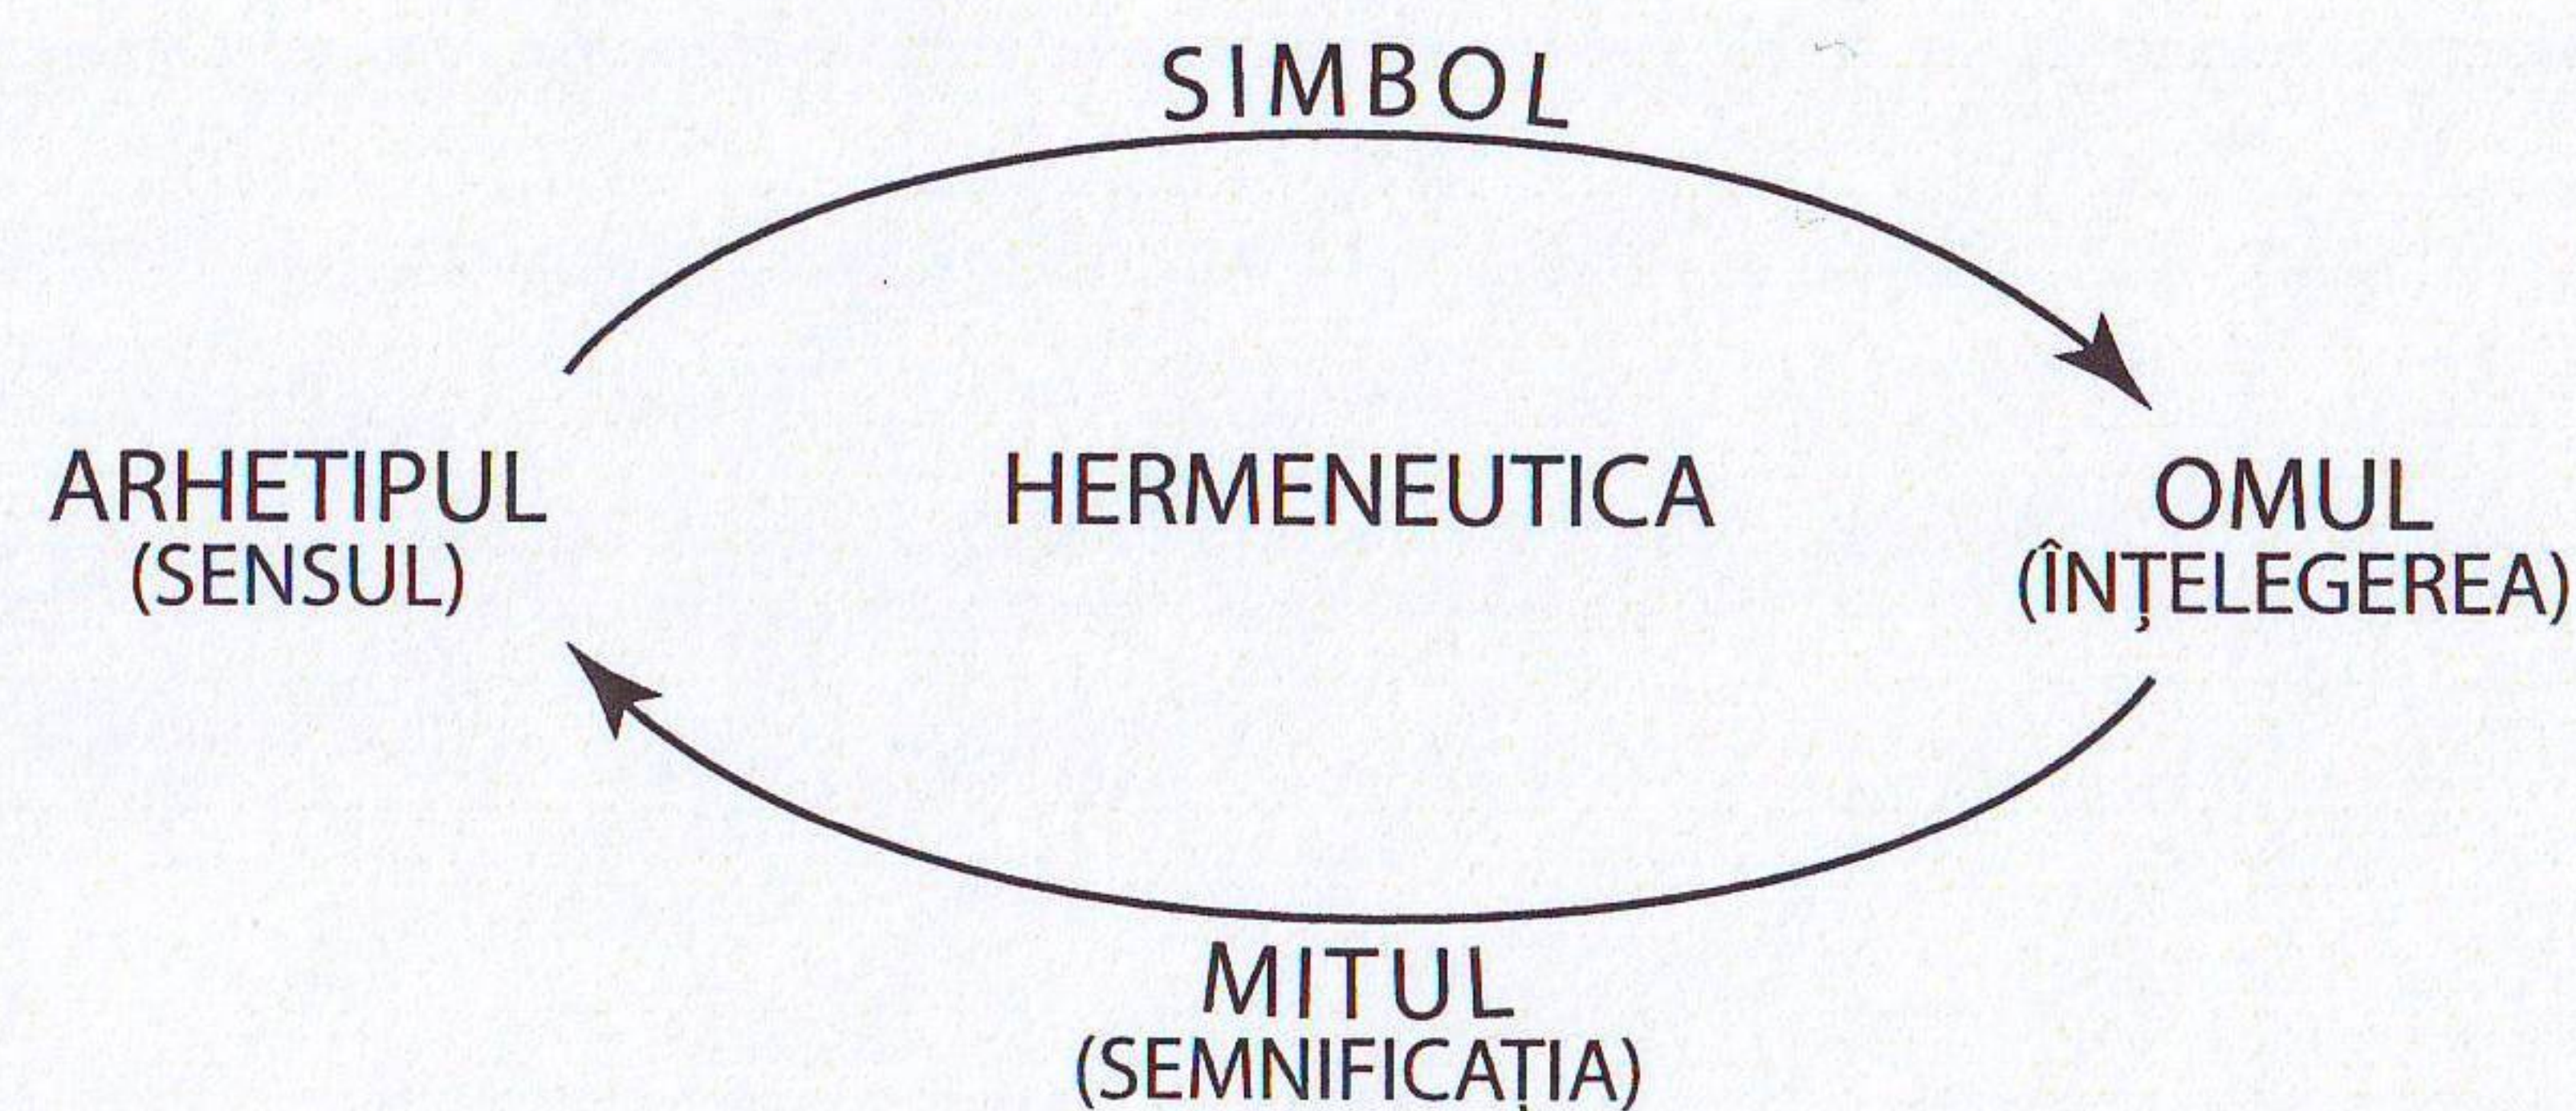 SIMBOL
ARHETIPUL
(SENSUL)
HERMENEUTICA
OMUL
(ÎNȚELEGEREA)
MITUL
(SEMNIFICAȚIA)